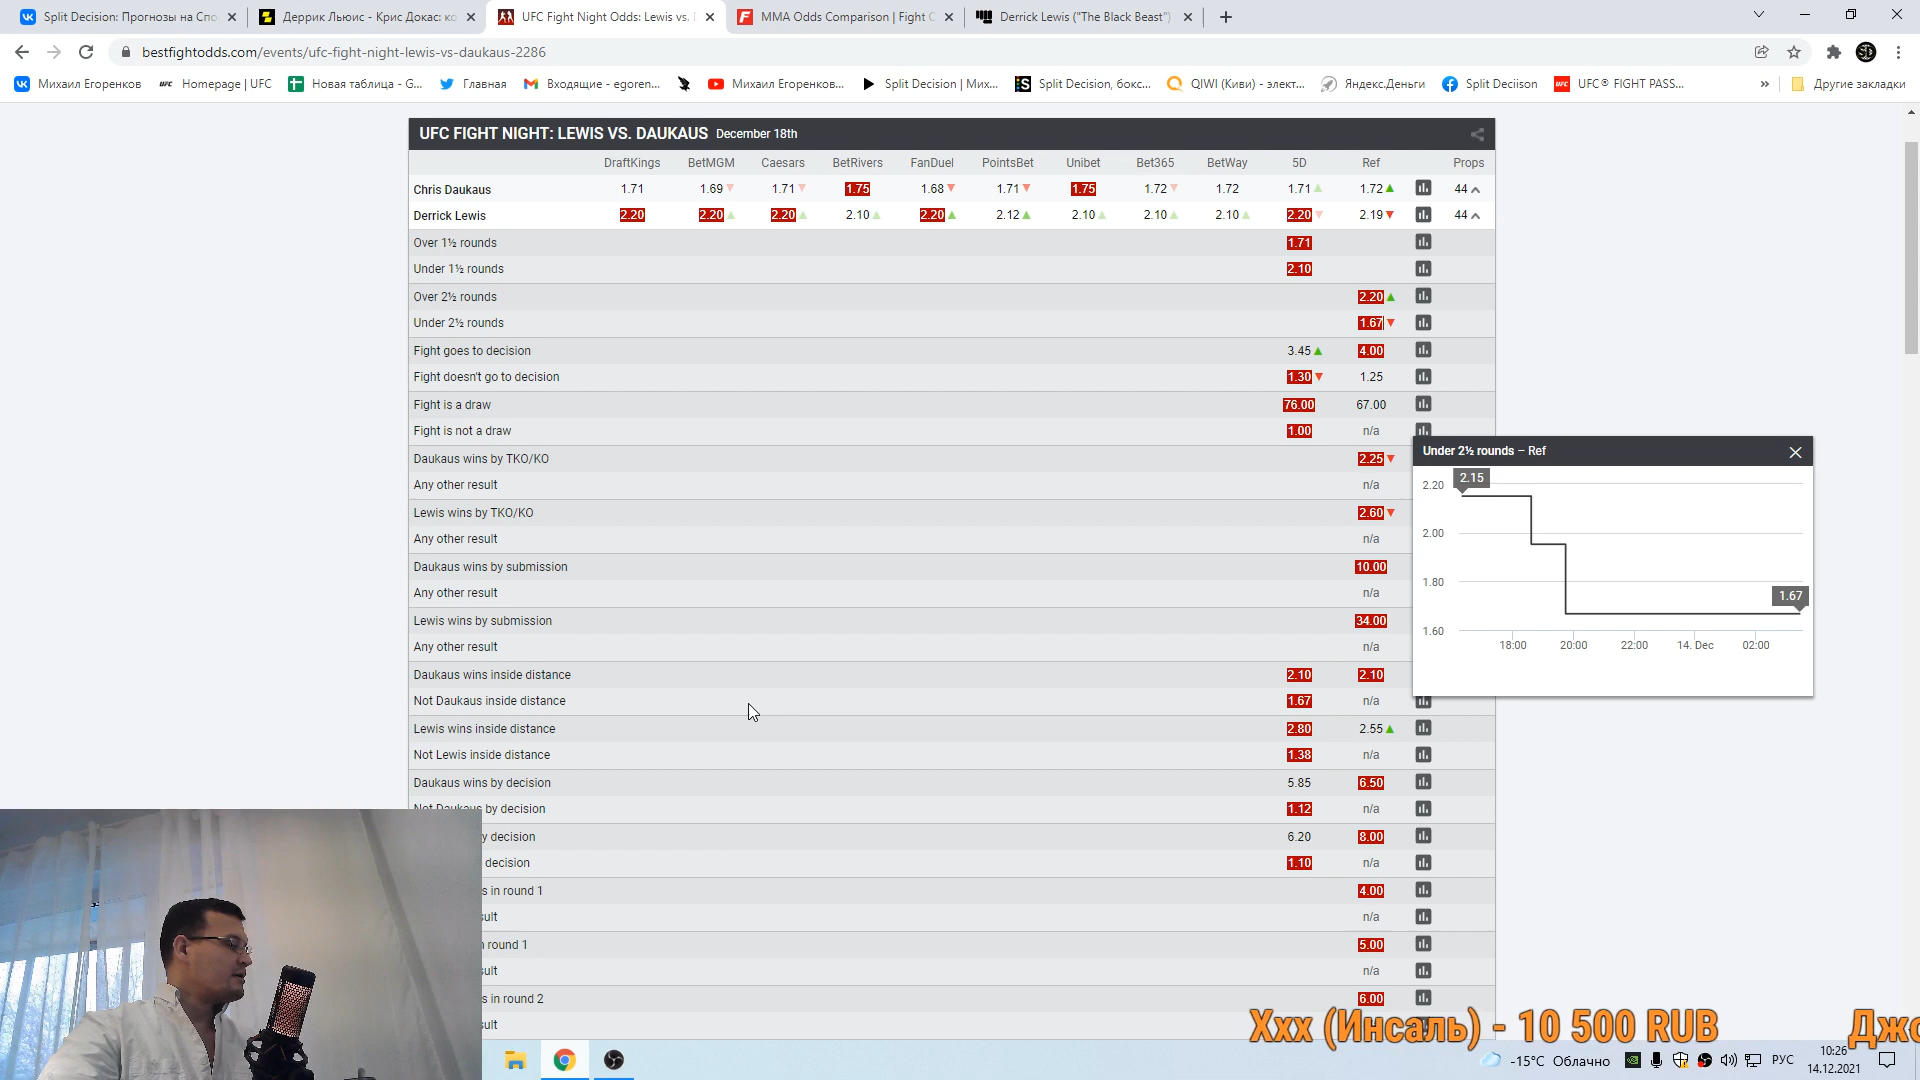 Split Decision: Прогнозы на Спо
Деррик Льюис - Крис Докас: ко
UFC Fight Night Odds: Lewis vs.
MMA Odds Comparison | Fight
Derrick Lewis ("The Black Beast")
bestfightodds.com/events/ufc-fight-night-lewis-vs-daukaus-2286
Михаил Егоренков
Homepage | UFC
Новая таблица - G...
Главная
Входящие - egoren...
Михаил Егоренков...
Split Decision | Мих...
Split Decision, бокс...
QIWI (Киви) - элект...
Яндекс.Деньги
Split Deciison
UFC® FIGHT PASS...
Другие закладки
UFC FIGHT NIGHT: LEWIS VS. DAUKAUS December 18th
DraftKings BetMGM Caesars BetRivers FanDuel PointsBet Unibet Bet365 BetWay 5D Ref Props
Chris Daukaus 1.71 1.69▼ 1.71▼ 1.75 1.68▼ 1.71▼ 1.75 1.72▼ 1.72 1.71▲ 1.72▲ 44
Derrick Lewis 2.20 2.20▲ 2.20▲ 2.10▲ 2.20▲ 2.12▲ 2.10▲ 2.10▲ 2.10▲ 2.20▼ 2.19▼ 44
Over 1½ rounds 1.71
Under 1½ rounds 2.10
Over 2½ rounds 2.20▲
Under 2½ rounds 1.67▼
Fight goes to decision 3.45▲ 4.00
Fight doesn't go to decision 1.30▼ 1.25
Fight is a draw 76.00 67.00
Fight is not a draw 1.00 n/a
Daukaus wins by TKO/KO 2.25▼
Any other result n/a
Lewis wins by TKO/KO 2.60▼
Any other result n/a
Daukaus wins by submission 10.00
Any other result n/a
Lewis wins by submission 34.00
Any other result n/a
Daukaus wins inside distance 2.10 2.10
Not Daukaus inside distance 1.67 n/a
Lewis wins inside distance 2.80 2.55▲
Not Lewis inside distance 1.38 n/a
Daukaus wins by decision 5.85 6.50
Not Daukaus by decision 1.12 n/a
y decision 6.20 8.00
decision 1.10 n/a
s in round 1 4.00
ult n/a
n round 1 5.00
sult n/a
s in round 2 6.00
ult
Under 2½ rounds – Ref
2.15
2.20
2.00
1.80
1.67
1.60
18:00 20:00 22:00 14. Dec 02:00
Xxx (Инсаль) - 10 500 RUB
Джо
-15°C Облачно
РУС
10:26
14.12.2021